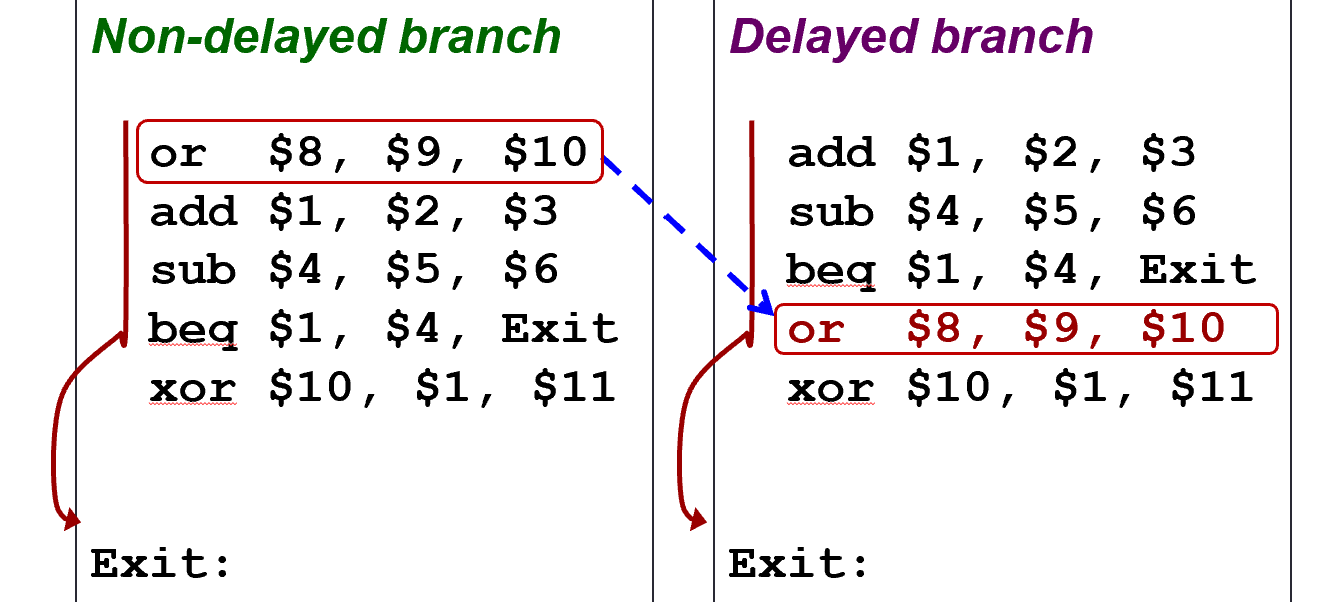 Non-delayed branch
or $8, $9, $10
add $1, $2, $3
sub $4, $5, $6
beq $1, $4, Exit
xor $10, $1, $11
Exit:
Delayed branch
add $1, $2, $3
sub $4, $5, $6
beq $1, $4, Exit
or $8, $9, $10
xor $10, $1, $11
Exit: